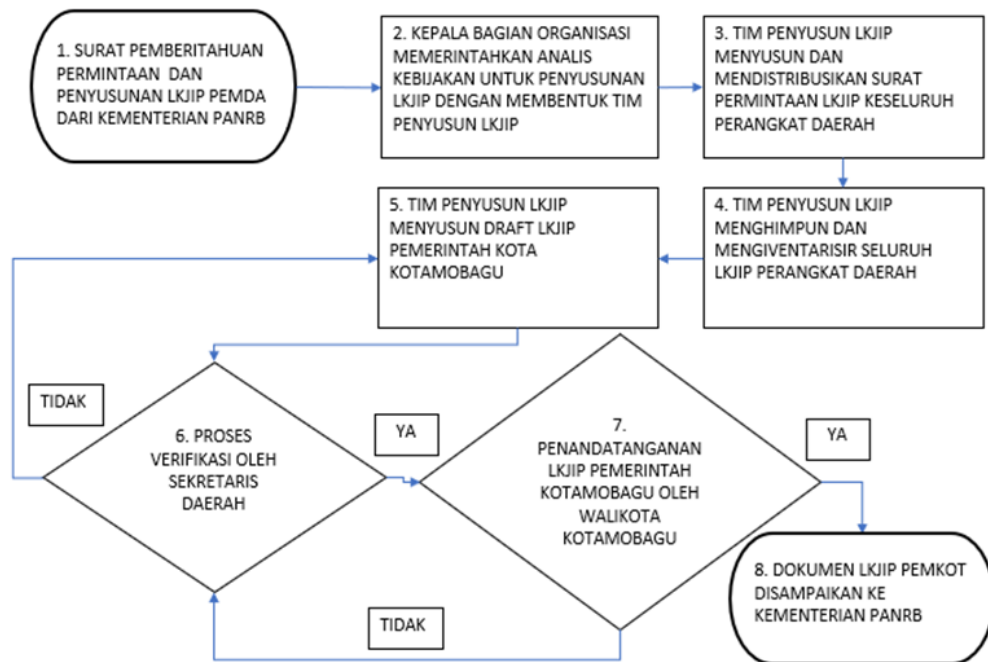 1. SURAT PEMBERITAHUAN
PERMINTAAN DAN
PENYUSUNAN LKJIP PEMDA
DARI KEMENTERIAN PANRB
2. KEPALA BAGIAN ORGANISASI
MEMERINTAHKAN ANALIS
KEBIJAKAN UNTUK PENYUSUNAN
LKJIP DENGAN MEMBENTUK TIM
PENYUSUN LKJIP
3. TIM PENYUSUN LKJIP
MENYUSUN DAN
MENDISTRIBUSIKAN SURAT
PERMINTAAN LKJIP KESELURUH
PERANGKAT DAERAH
4. TIM PENYUSUN LKJIP
MENGHIMPUN DAN
MENGIVENTARISIR SELURUH
LKJIP PERANGKAT DAERAH
5. TIM PENYUSUN LKJIP
MENYUSUN DRAFT LKJIP
PEMERINTAH KOTA
KOTAMOBAGU
TIDAK
6. PROSES
VERIFIKASI OLEH
SEKRETARIS
DAERAH
YA
7.
PENANDATANGANAN
LKJIP PEMERINTAH
KOTAMOBAGU OLEH
WALIKOTA
KOTAMOBAGU
YA
TIDAK
8. DOKUMEN LKJIP PEMKOT
DISAMPAIKAN KE
KEMENTERIAN PANRB